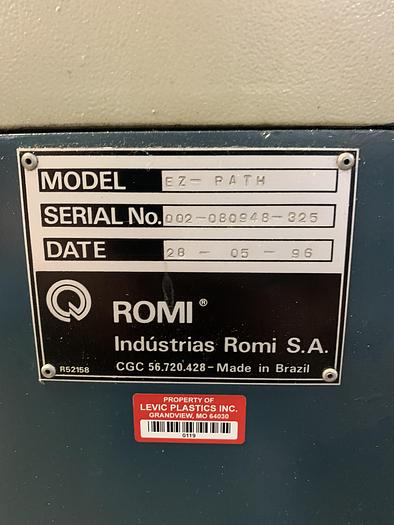 MODEL EZ-PATH
SERIAL No. 002-080948-325
DATE 28 - 05 - 96
ROMI®
Indústrias Romi S.A.
R52158 CGC 56.720.428-Made in Brazil
PROPERTY OF
LEVIC PLASTICS INC.
GRANDVIEW, MO 64030
0119